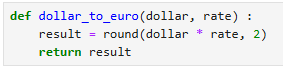 def dollar_to_euro(dollar, rate) :
    result = round(dollar * rate, 2)
    return result